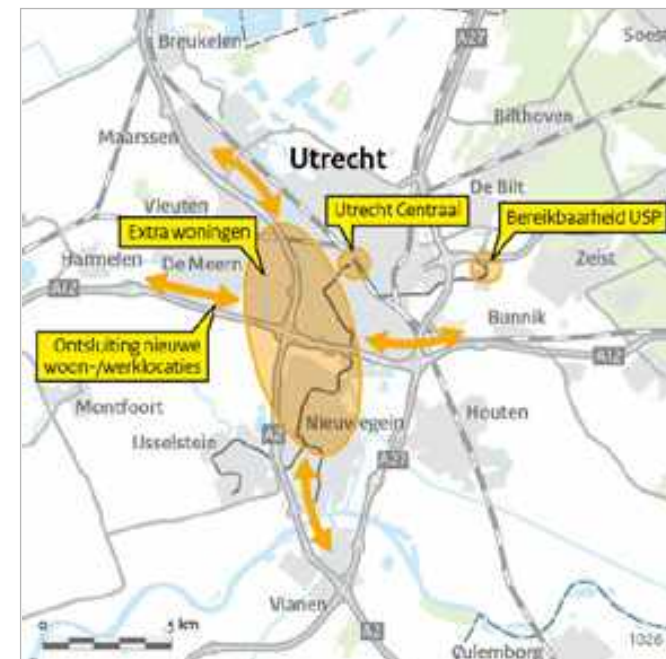 Breukelen
A27
Soest
Maarssen
Bilthoven
Utrecht
De Bilt
Vleuten
Utrecht Centraal
Bereikbaarheid USP
Extra woningen
Harmelen
De Meern
Zeist
A12
Bunnik
Ontsluiting nieuwe
woon-/werklocaties
A12
Montfoort
Nieuwegein
Houten
IJsselstein
A2
A27
Vianen
0
5 km
A2
1026
Culemborg